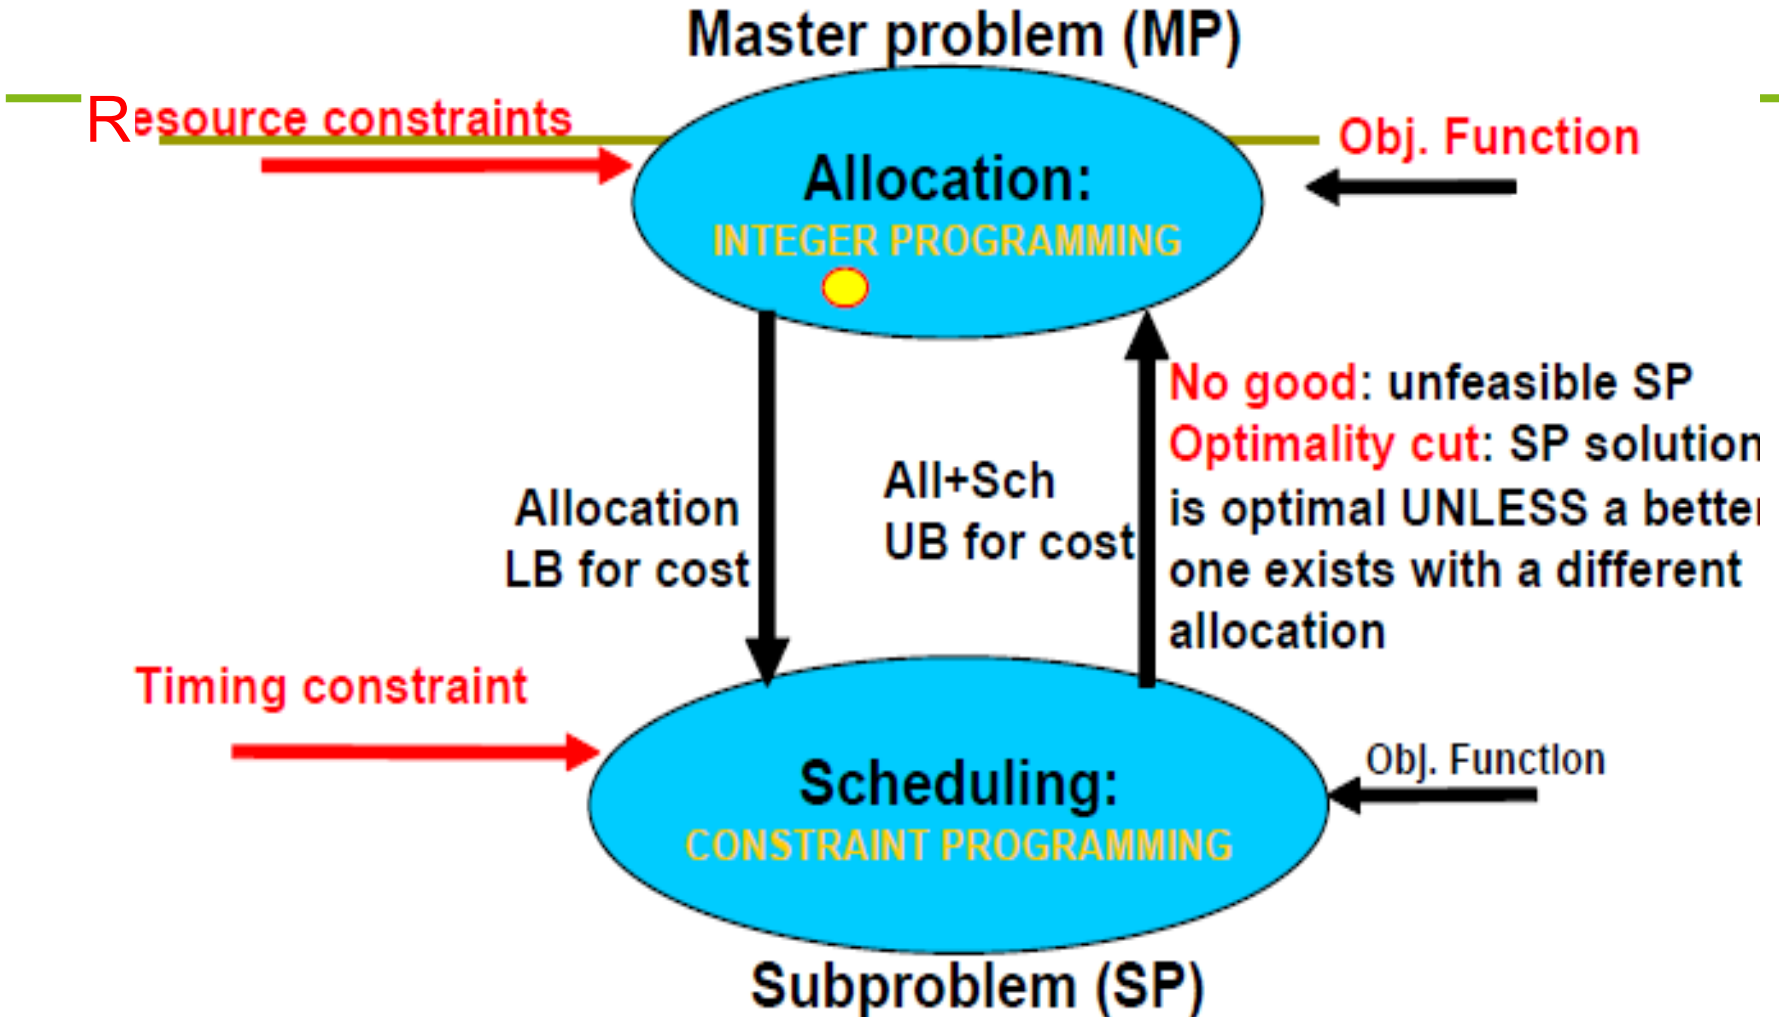 Master problem (MP)
Resource constraints
Obj. Function
Allocation:
INTEGER PROGRAMMING
No good: unfeasible SP
Optimality cut: SP solution
is optimal UNLESS a better
one exists with a different
allocation
All+Sch
UB for cost
Allocation
LB for cost
Timing constraint
Obj. Function
Scheduling:
CONSTRAINT PROGRAMMING
Subproblem (SP)